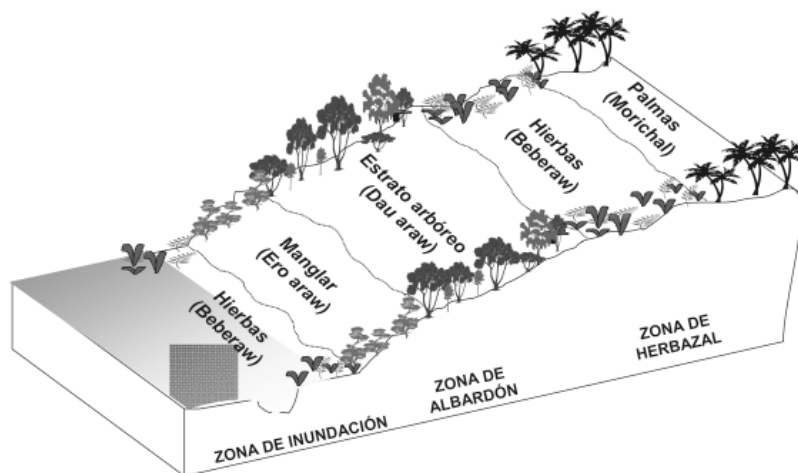 Palmas
(Morichal)
Hierbas
(Beberaw)
Estrato arbóreo
(Dau araw)
Manglar
(Ero araw)
Hierbas
(Beberaw)
ZONA DE
HERBAZAL
ZONA DE
ALBARDÓN
ZONA DE INUNDACIÓN